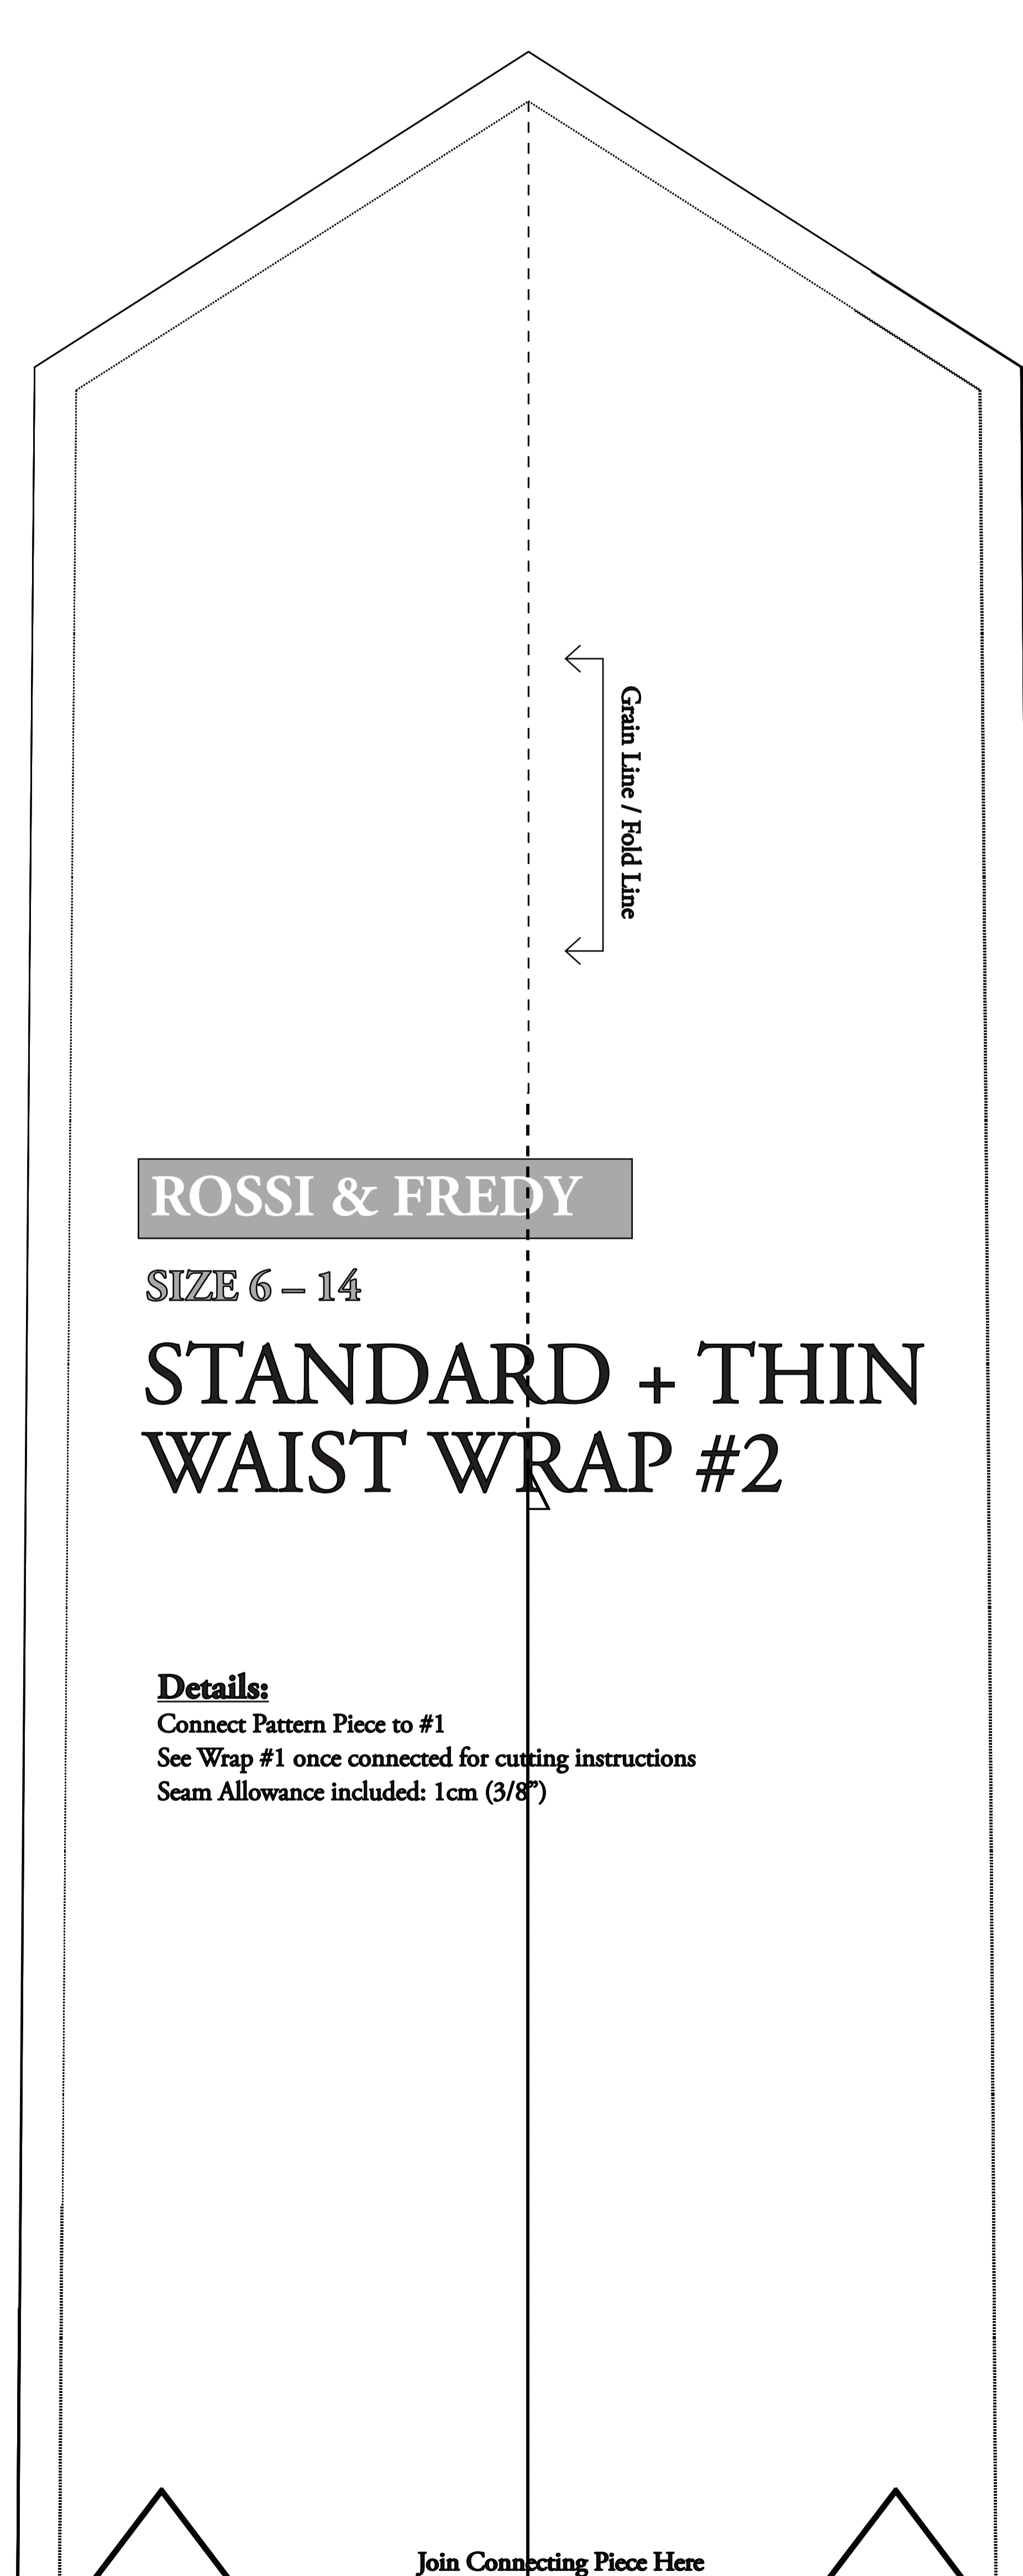 Grain Line / Fold Line
ROSSI & FREDY
SIZE 6 – 14
STANDARD + THIN
WAIST WRAP #2
Details:
Connect Pattern Piece to #1
See Wrap #1 once connected for cutting instructions
Seam Allowance included: 1cm (3/8”)
Join Connecting Piece Here